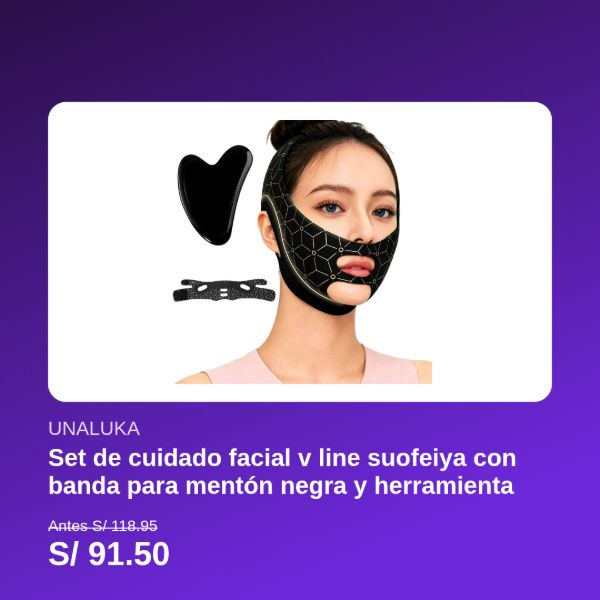 UNALUKA
Set de cuidado facial v line suofeiya con
banda para mentón negra y herramienta
Antes S/ 118.95
S/ 91.50